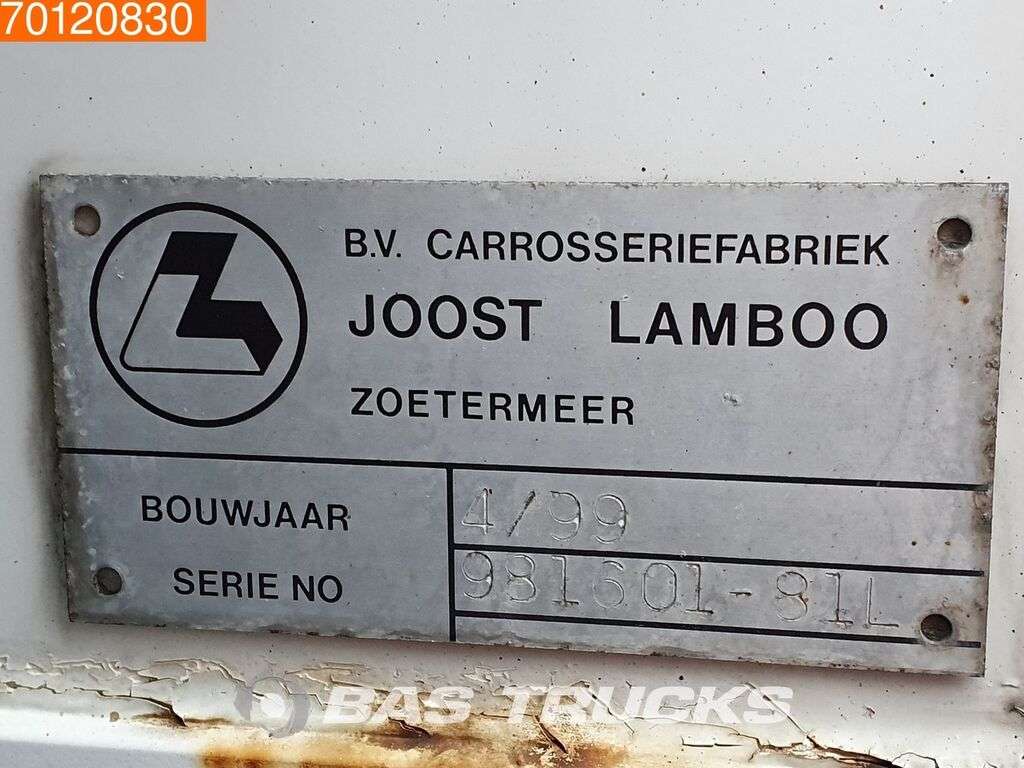 70120830
B.V. CARROSSERIEFABRIEK
JOOST LAMBOO
ZOETERMEER
BOUWJAAR 4/99
SERIE NO 981601-81L
BAS TRUCKS